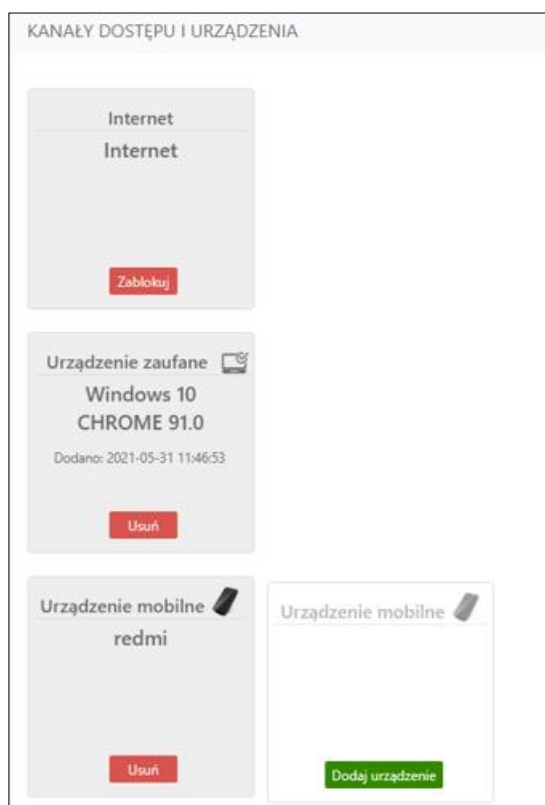 KANAŁY DOSTĘPU I URZĄDZENIA
Internet
Internet
Zablokuj
Urządzenie zaufane
Windows 10
CHROME 91.0
Dodano: 2021-05-31 11:46:53
Usuń
Urządzenie mobilne
redmi
Usuń
Urządzenie mobilne
Dodaj urządzenie